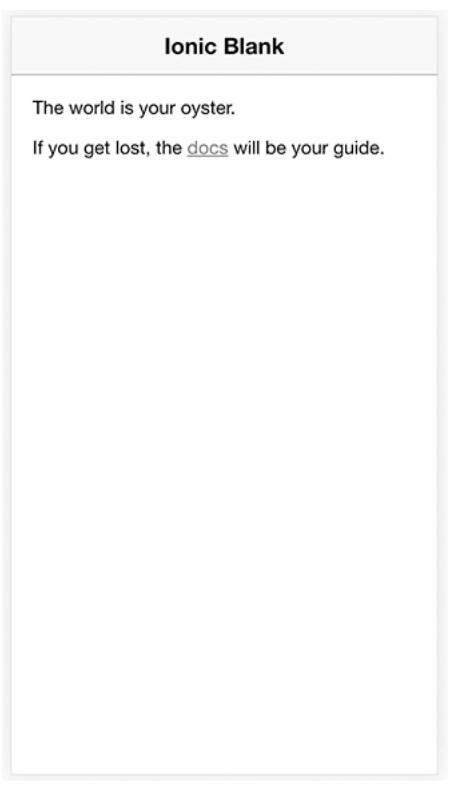 Ionic Blank
The world is your oyster.
If you get lost, the docs will be your guide.